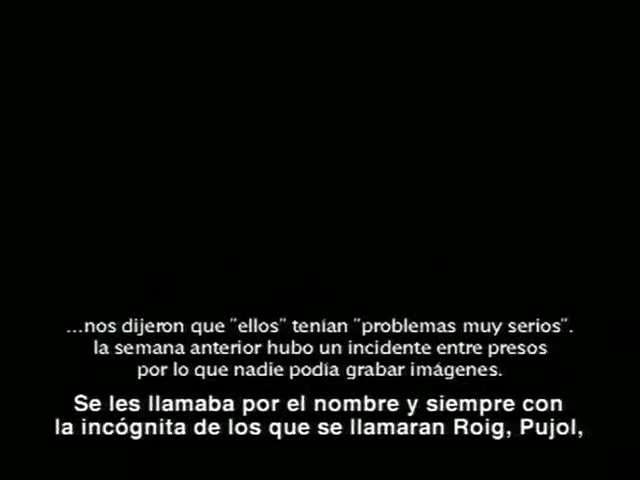 ...nos dijeron que "ellos" tenían "problemas muy serios".
la semana anterior hubo un incidente entre presos
por lo que nadie podía grabar imágenes.
Se les llamaba por el nombre y siempre con
la incógnita de los que se llamaran Roig, Pujol,